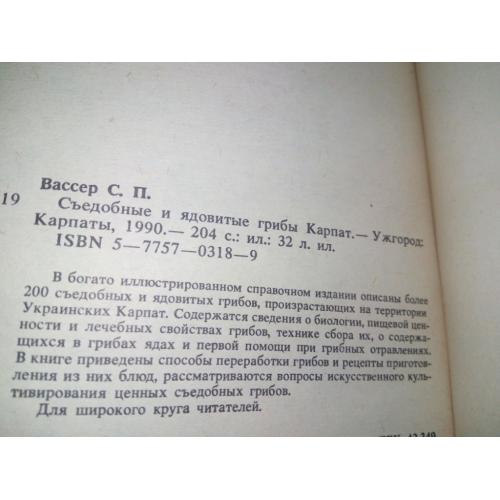 Вассер С. П.
19
Съедобные и ядовитые грибы Карпат.— Ужгород:
Карпаты, 1990.— 204 с.: ил.: 32 л. ил.
ISBN 5—7757—0318—9
В богато иллюстрированном справочном издании описаны более
200 съедобных и ядовитых грибов, произрастающих на территории
Украинских Карпат. Содержатся сведения о биологии, пищевой цен-
ности и лечебных свойствах грибов, технике сбора их, о содержа-
щихся в грибах ядах и первой помощи при грибных отравлениях.
В книге приведены способы переработки грибов и рецепты приготов-
ления из них блюд, рассматриваются вопросы искусственного куль-
тивирования ценных съедобных грибов.
Для широкого круга читателей.